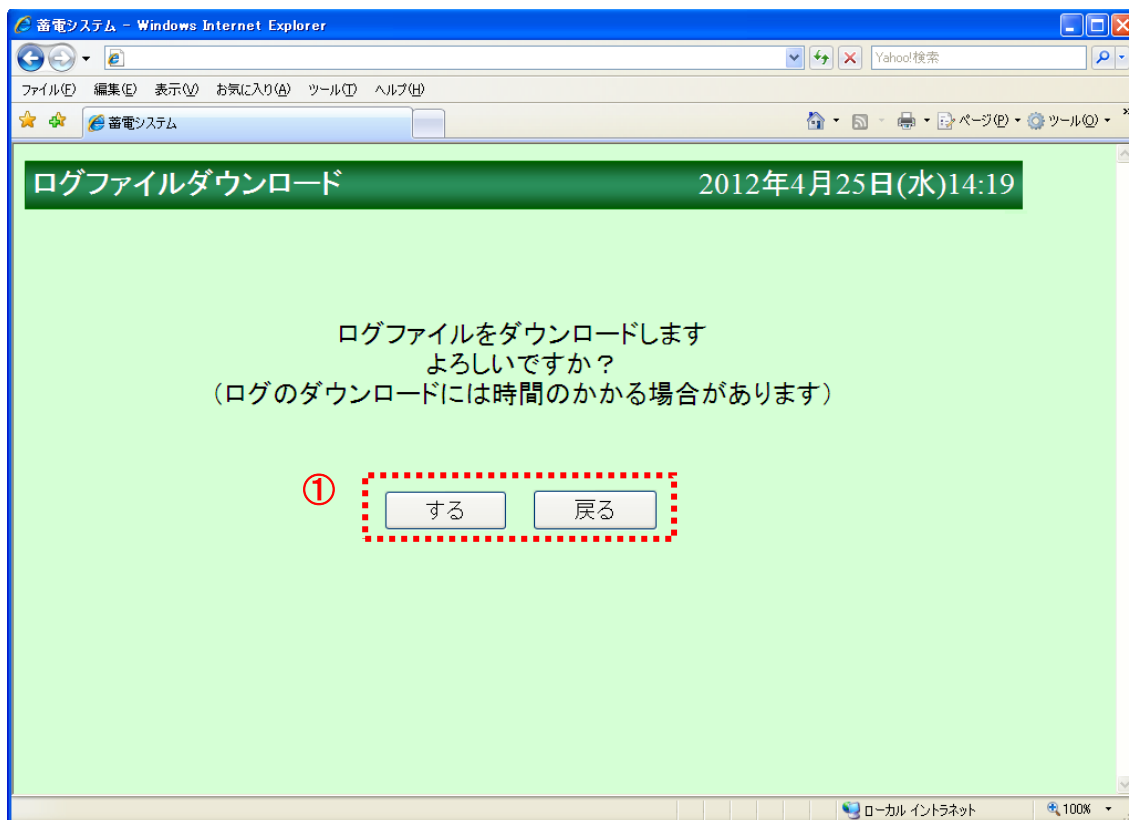 蓄電システム - Windows Internet Explorer
Yahoo!検索
ファイル(F) 編集(E) 表示(V) お気に入り(A) ツール(T) ヘルプ(H)
蓄電システム
ページ(P) ツール(O) »
ログファイルダウンロード 2012年4月25日(水)14:19
ログファイルをダウンロードします
よろしいですか？
（ログのダウンロードには時間のかかる場合があります）
① する 戻る
ローカル イントラネット 100%